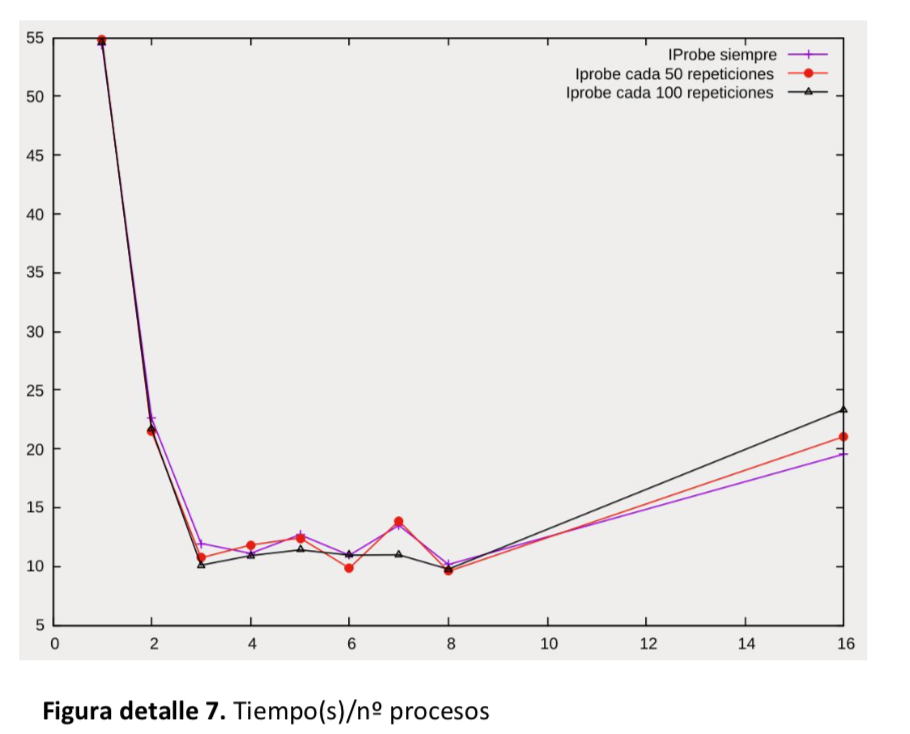 55
50
45
40
35
30
25
20
15
10
5
IProbe siempre
Iprobe cada 50 repeticiones
Iprobe cada 100 repeticiones
0 2 4 6 8 10 12 14 16
Figura detalle 7. Tiempo(s)/nº procesos